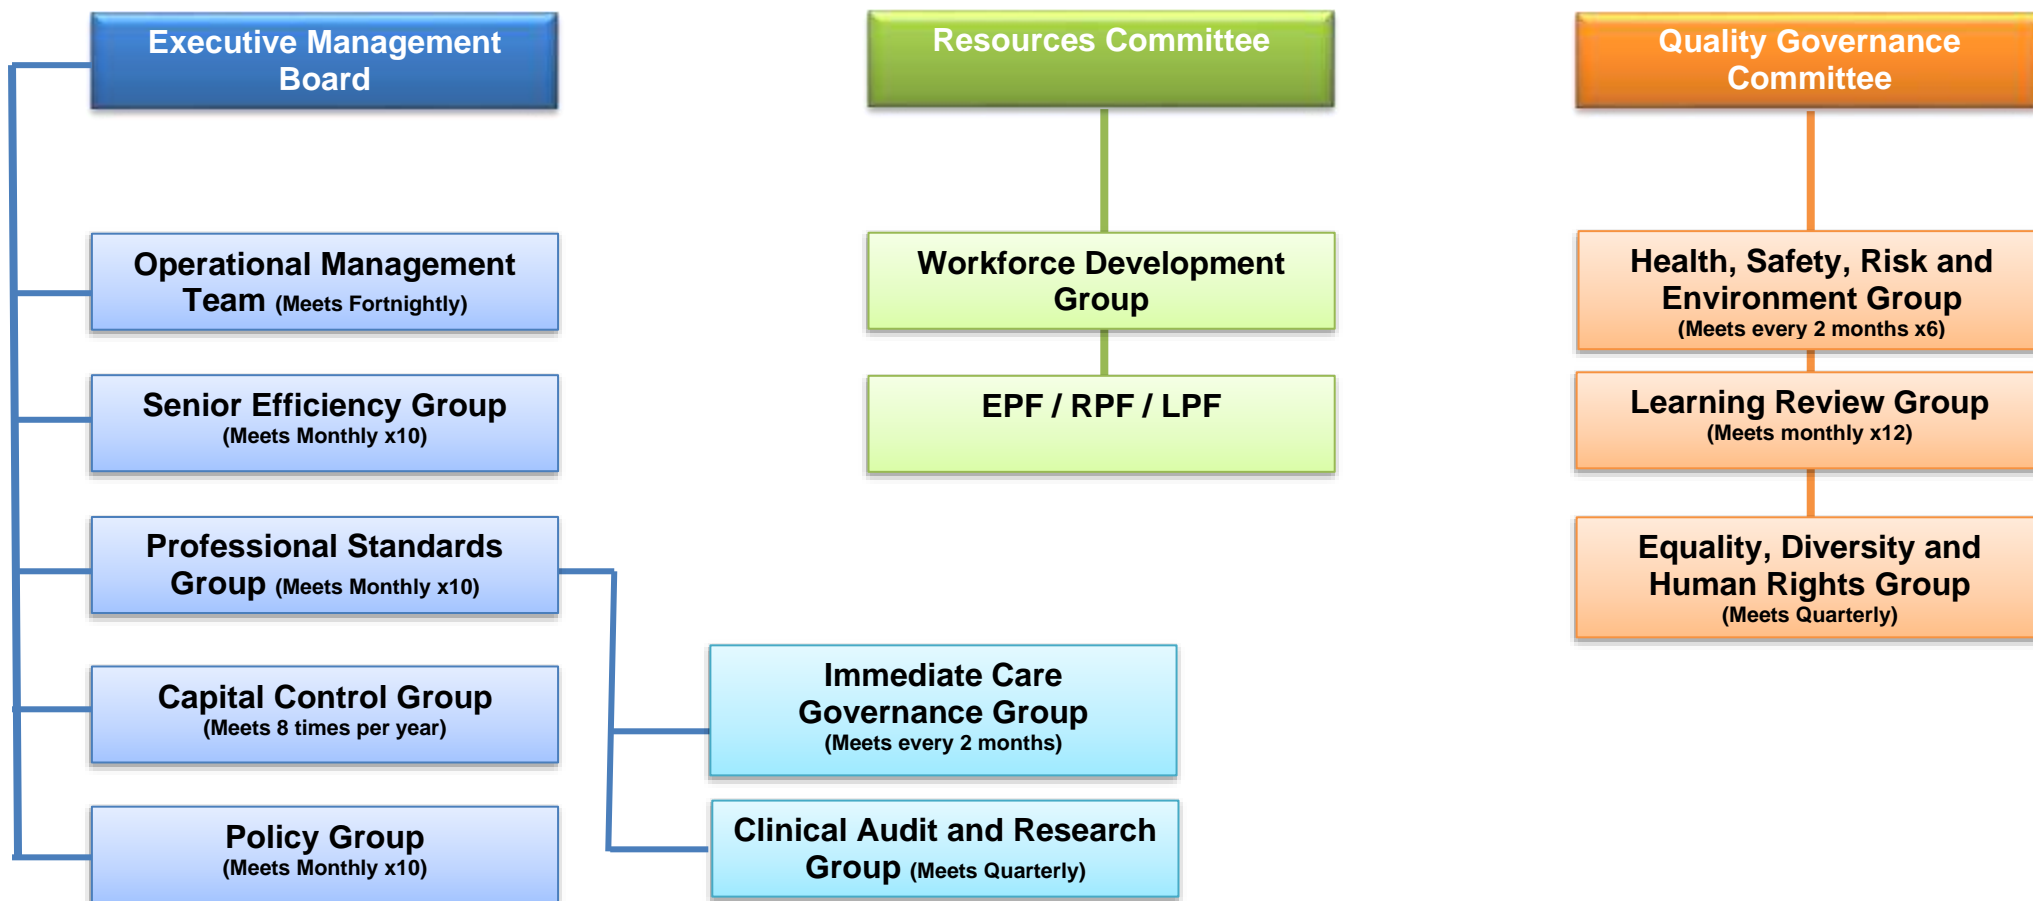 Executive Management
Board
Operational Management
Team (Meets Fortnightly)
Senior Efficiency Group
(Meets Monthly x10)
Professional Standards
Group (Meets Monthly x10)
Capital Control Group
(Meets 8 times per year)
Policy Group
(Meets Monthly x10)
Immediate Care
Governance Group
(Meets every 2 months)
Clinical Audit and Research
Group (Meets Quarterly)
Resources Committee
Workforce Development
Group
EPF / RPF / LPF
Quality Governance
Committee
Health, Safety, Risk and
Environment Group
(Meets every 2 months x6)
Learning Review Group
(Meets monthly x12)
Equality, Diversity and
Human Rights Group
(Meets Quarterly)